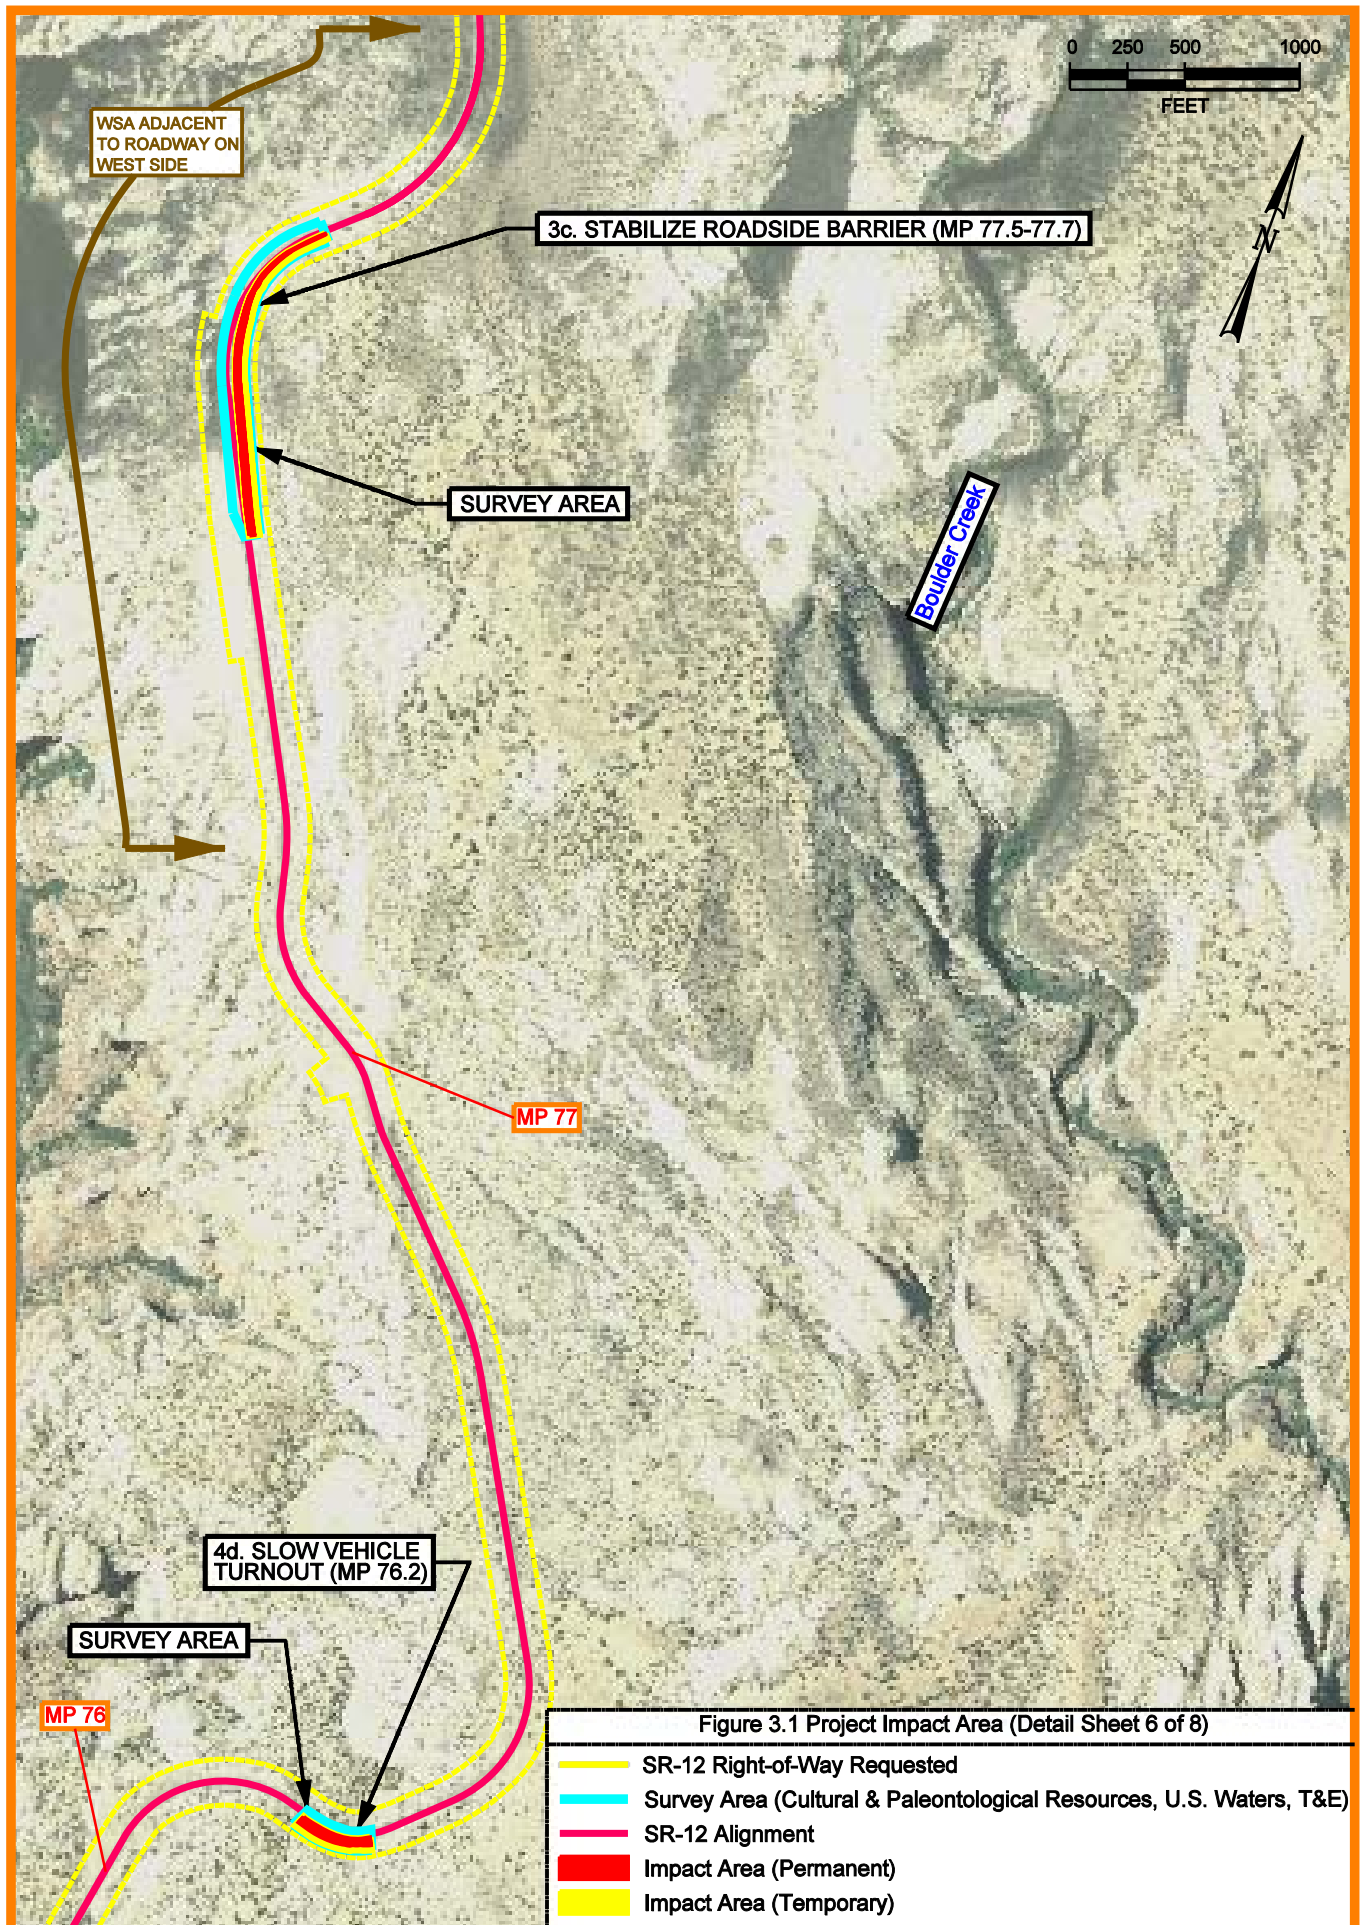 0 250 500 1000
FEET
WSA ADJACENT
TO ROADWAY ON
WEST SIDE
3c. STABILIZE ROADSIDE BARRIER (MP 77.5-77.7)
N
SURVEY AREA
Boulder Creek
MP 77
4d. SLOW VEHICLE
TURNOUT (MP 76.2)
SURVEY AREA
MP 76
Figure 3.1 Project Impact Area (Detail Sheet 6 of 8)
SR-12 Right-of-Way Requested
Survey Area (Cultural & Paleontological Resources, U.S. Waters, T&E)
SR-12 Alignment
Impact Area (Permanent)
Impact Area (Temporary)